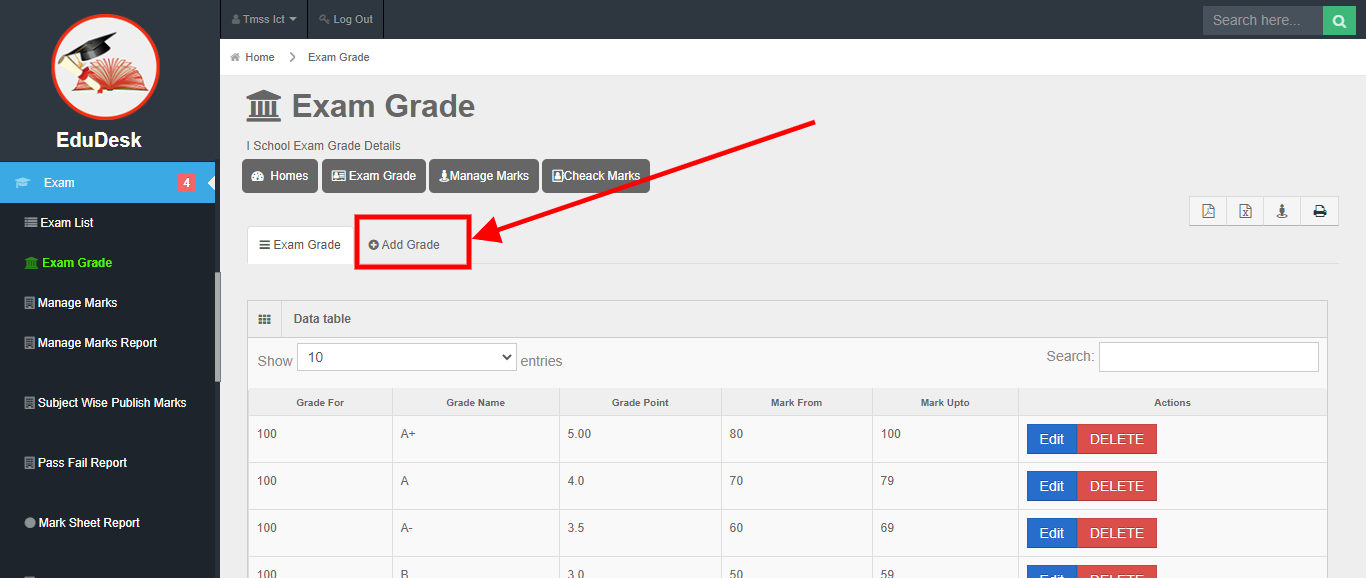 Tmss Ict
Log Out
Search here...
EduDesk
Home
Exam Grade
Exam Grade
I School Exam Grade Details
Homes
Exam Grade
Manage Marks
Cheack Marks
Exam
4
Exam List
Exam Grade
Manage Marks
Manage Marks Report
Subject Wise Publish Marks
Pass Fail Report
Mark Sheet Report
Exam Grade
Add Grade
Data table
Show 10 entries
Search:
Grade For Grade Name Grade Point Mark From Mark Upto Actions
100 A+ 5.00 80 100 Edit DELETE
100 A 4.0 70 79 Edit DELETE
100 A- 3.5 60 69 Edit DELETE
100 B 3.0 50 59 Edit DELETE